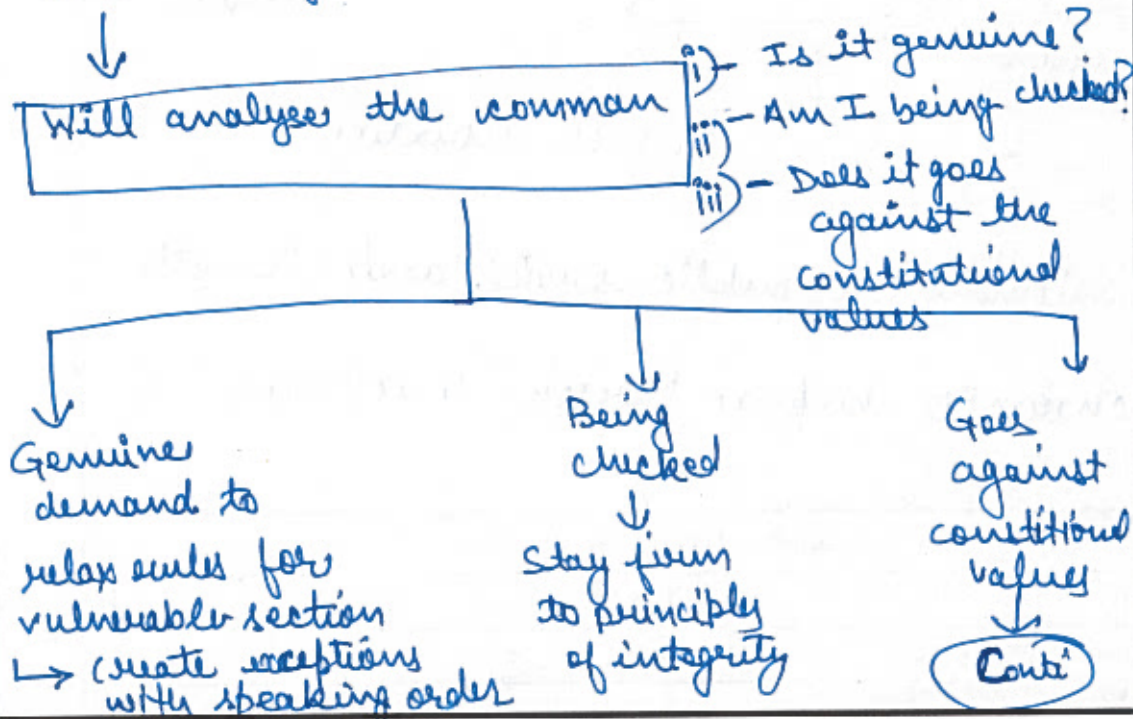 Will analyse the comman
i) - Is it genuine?
ii) - Am I being checked?
iii) - Does it goes
against the
constitutional
values
Genuine
demand to
relax rules for
vulnerable section
↳ create exceptions
with speaking order
Being
checked
↓
Stay firm
to principles
of integrity
Goes
against
constitional
values
↓
Conti